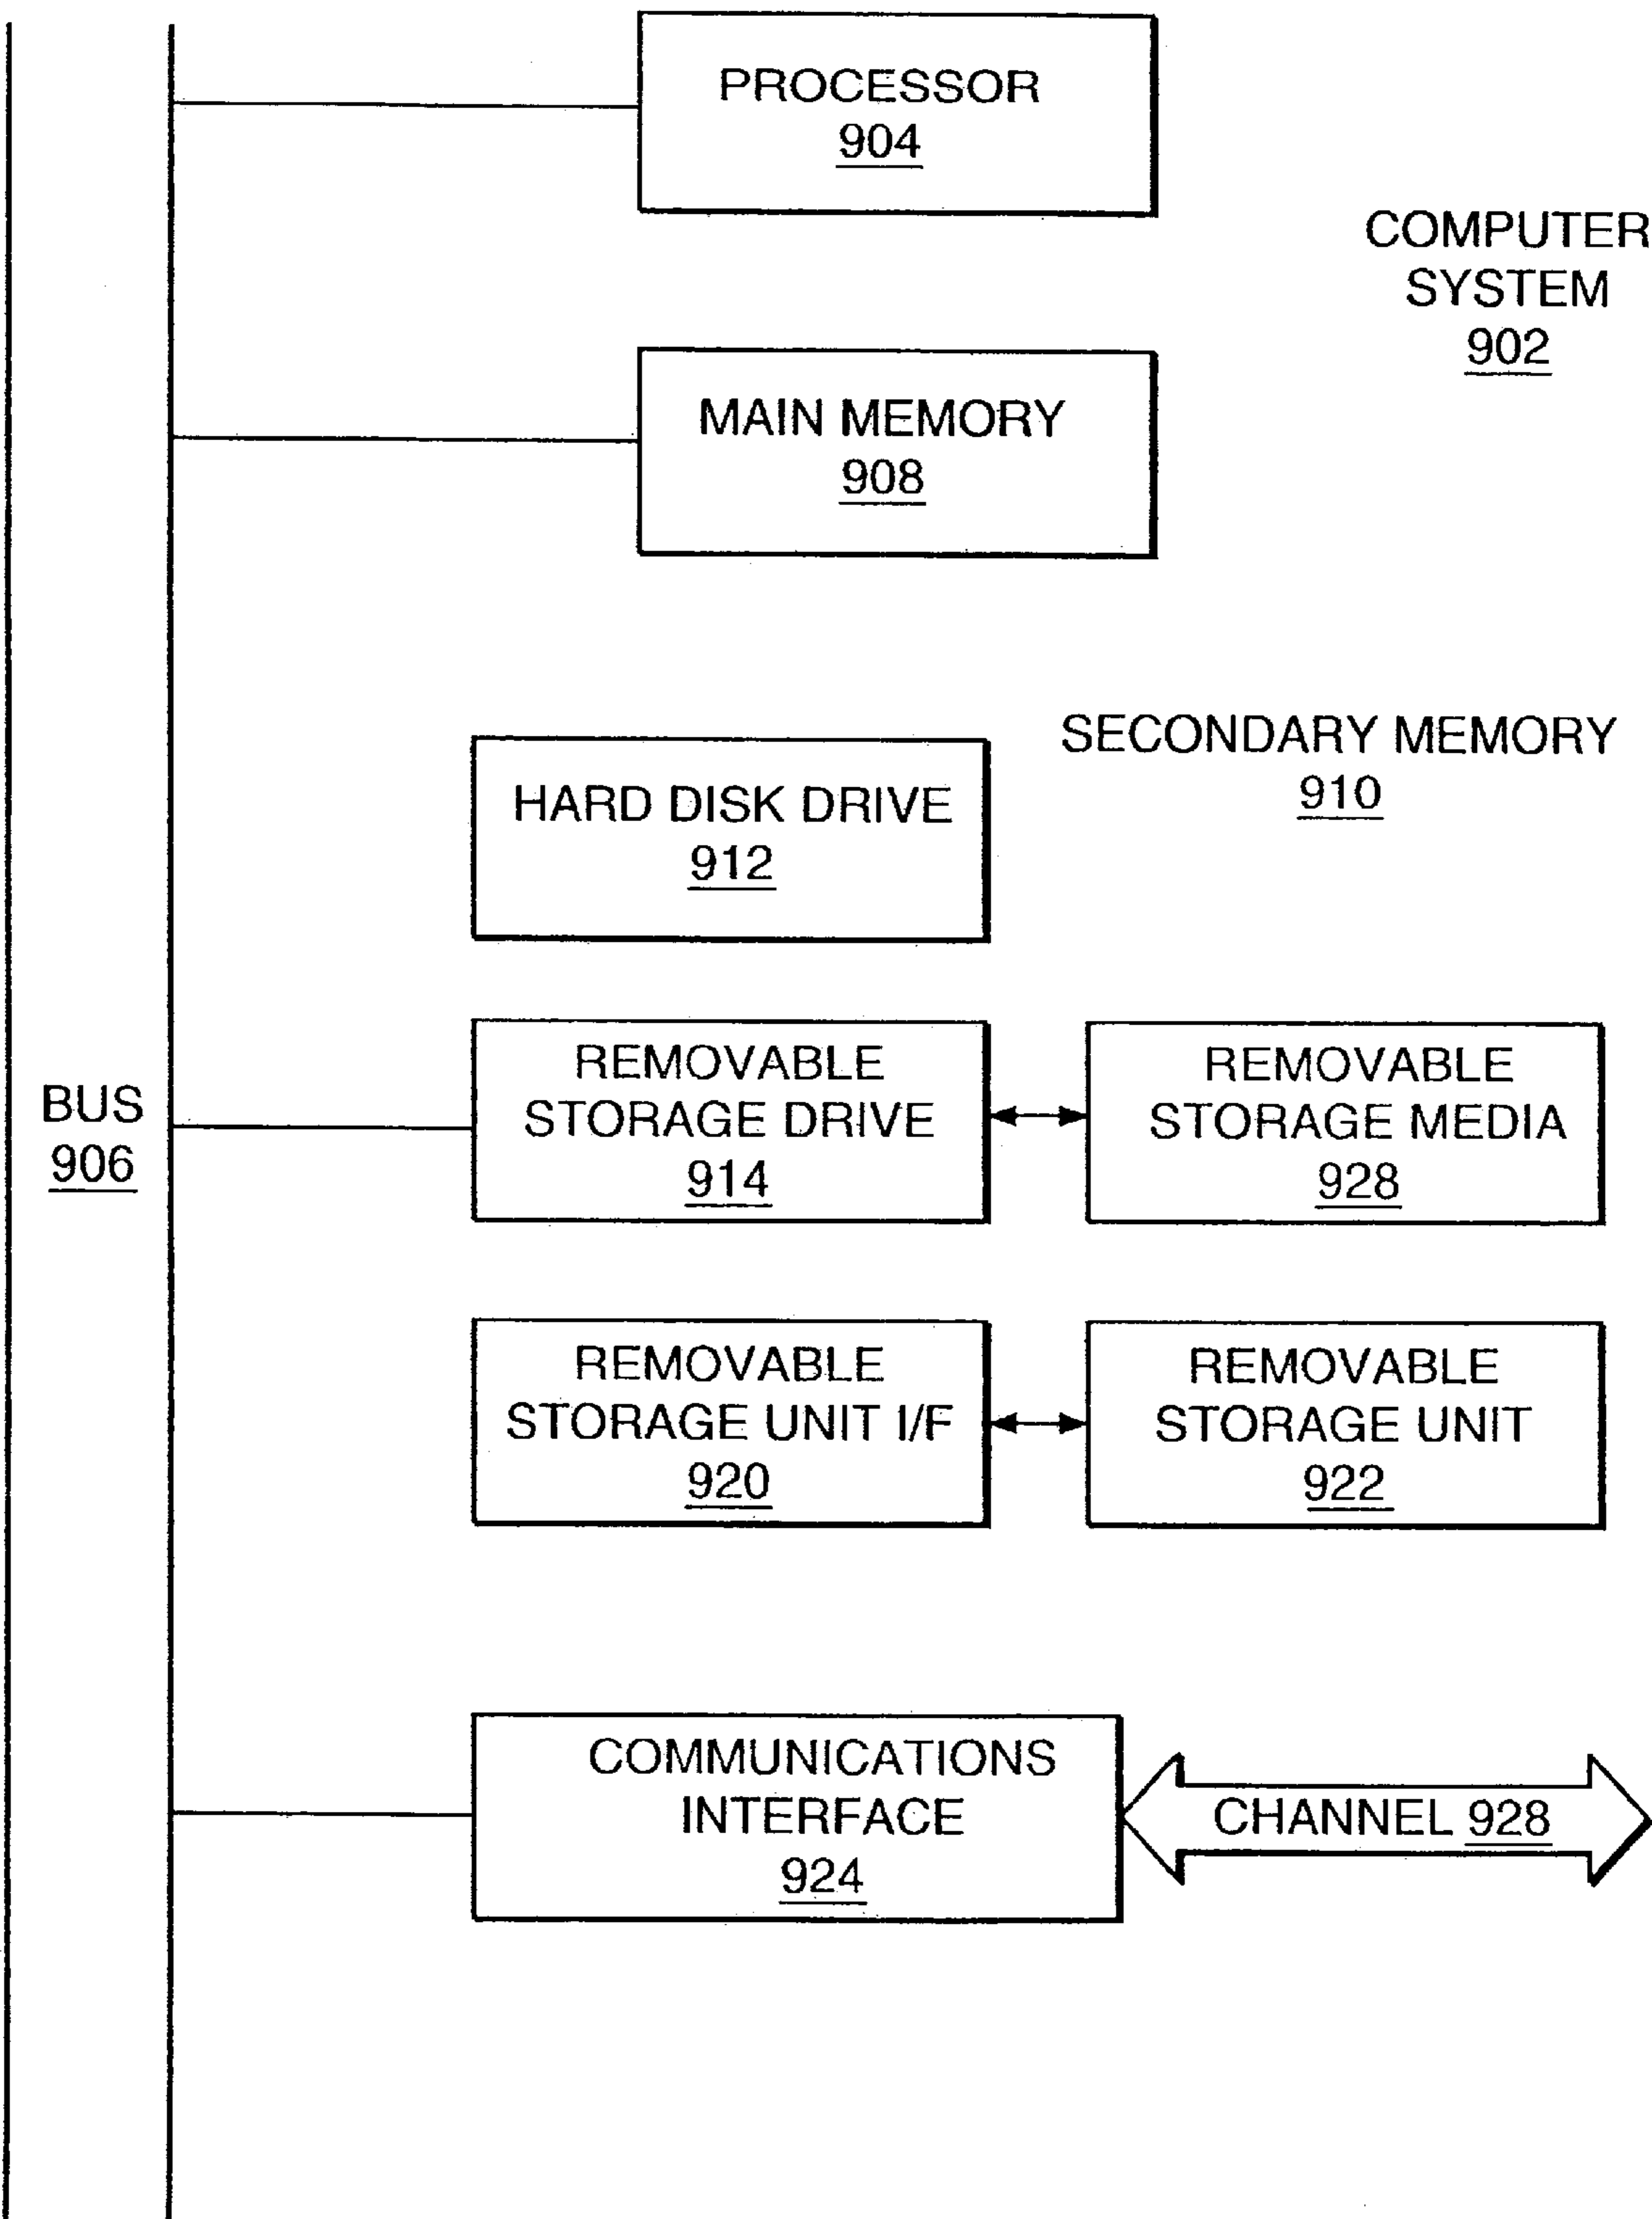 PROCESSOR
904
COMPUTER
SYSTEM
902
MAIN MEMORY
908
SECONDARY MEMORY
910
HARD DISK DRIVE
912
BUS
906
REMOVABLE
STORAGE DRIVE
914
REMOVABLE
STORAGE MEDIA
928
REMOVABLE
STORAGE UNIT I/F
920
REMOVABLE
STORAGE UNIT
922
COMMUNICATIONS
INTERFACE
924
CHANNEL 928